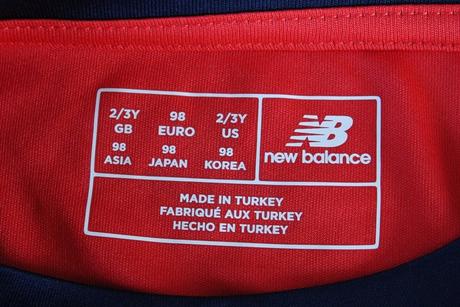 2/3Y 98 2/3Y
GB EURO US
98 98 98
ASIA JAPAN KOREA
NB
new balance
MADE IN TURKEY
FABRIQUÉ AUX TURKEY
HECHO EN TURKEY